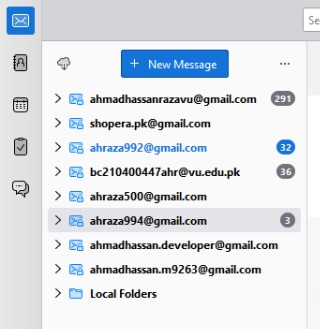 Se
+ New Message
ahmadhassanrazavu@gmail.com 291
shopera.pk@gmail.com
ahraza992@gmail.com 32
bc210400447ahr@vu.edu.pk 36
ahraza500@gmail.com
ahraza994@gmail.com 3
ahmadhassan.developer@gmail.com
ahmadhassan.m9263@gmail.com
Local Folders